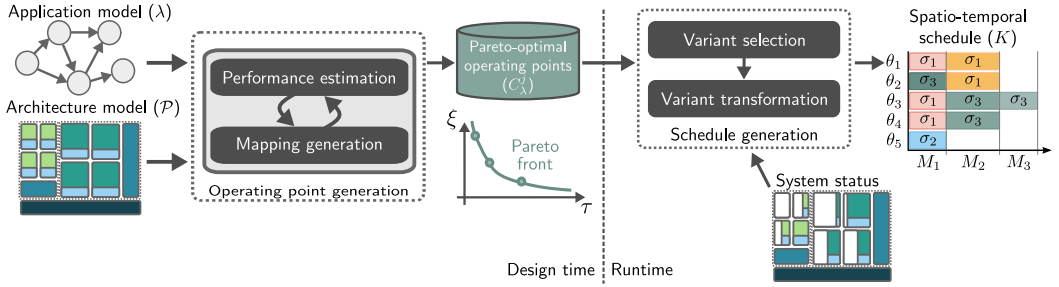 Application model (λ)
Architecture model (𝒫)
Performance estimation
Mapping generation
Operating point generation
Pareto-optimal
operating points
(C_λ^J)
ξ
Pareto
front
τ
Design time
Runtime
Variant selection
Variant transformation
Schedule generation
System status
Spatio-temporal
schedule (K)
θ₁ σ₁ σ₁
θ₂ σ₃ σ₁
θ₃ σ₁ σ₃ σ₃
θ₄ σ₁ σ₃
θ₅ σ₂
M₁ M₂ M₃